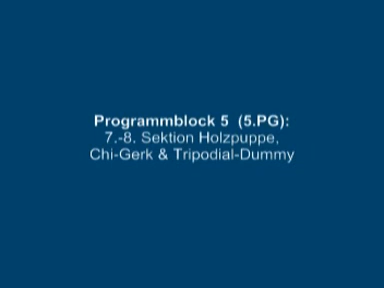 Programmblock 5  (5.PG):
7.-8. Sektion Holzpuppe,
Chi-Gerk & Tripodial-Dummy